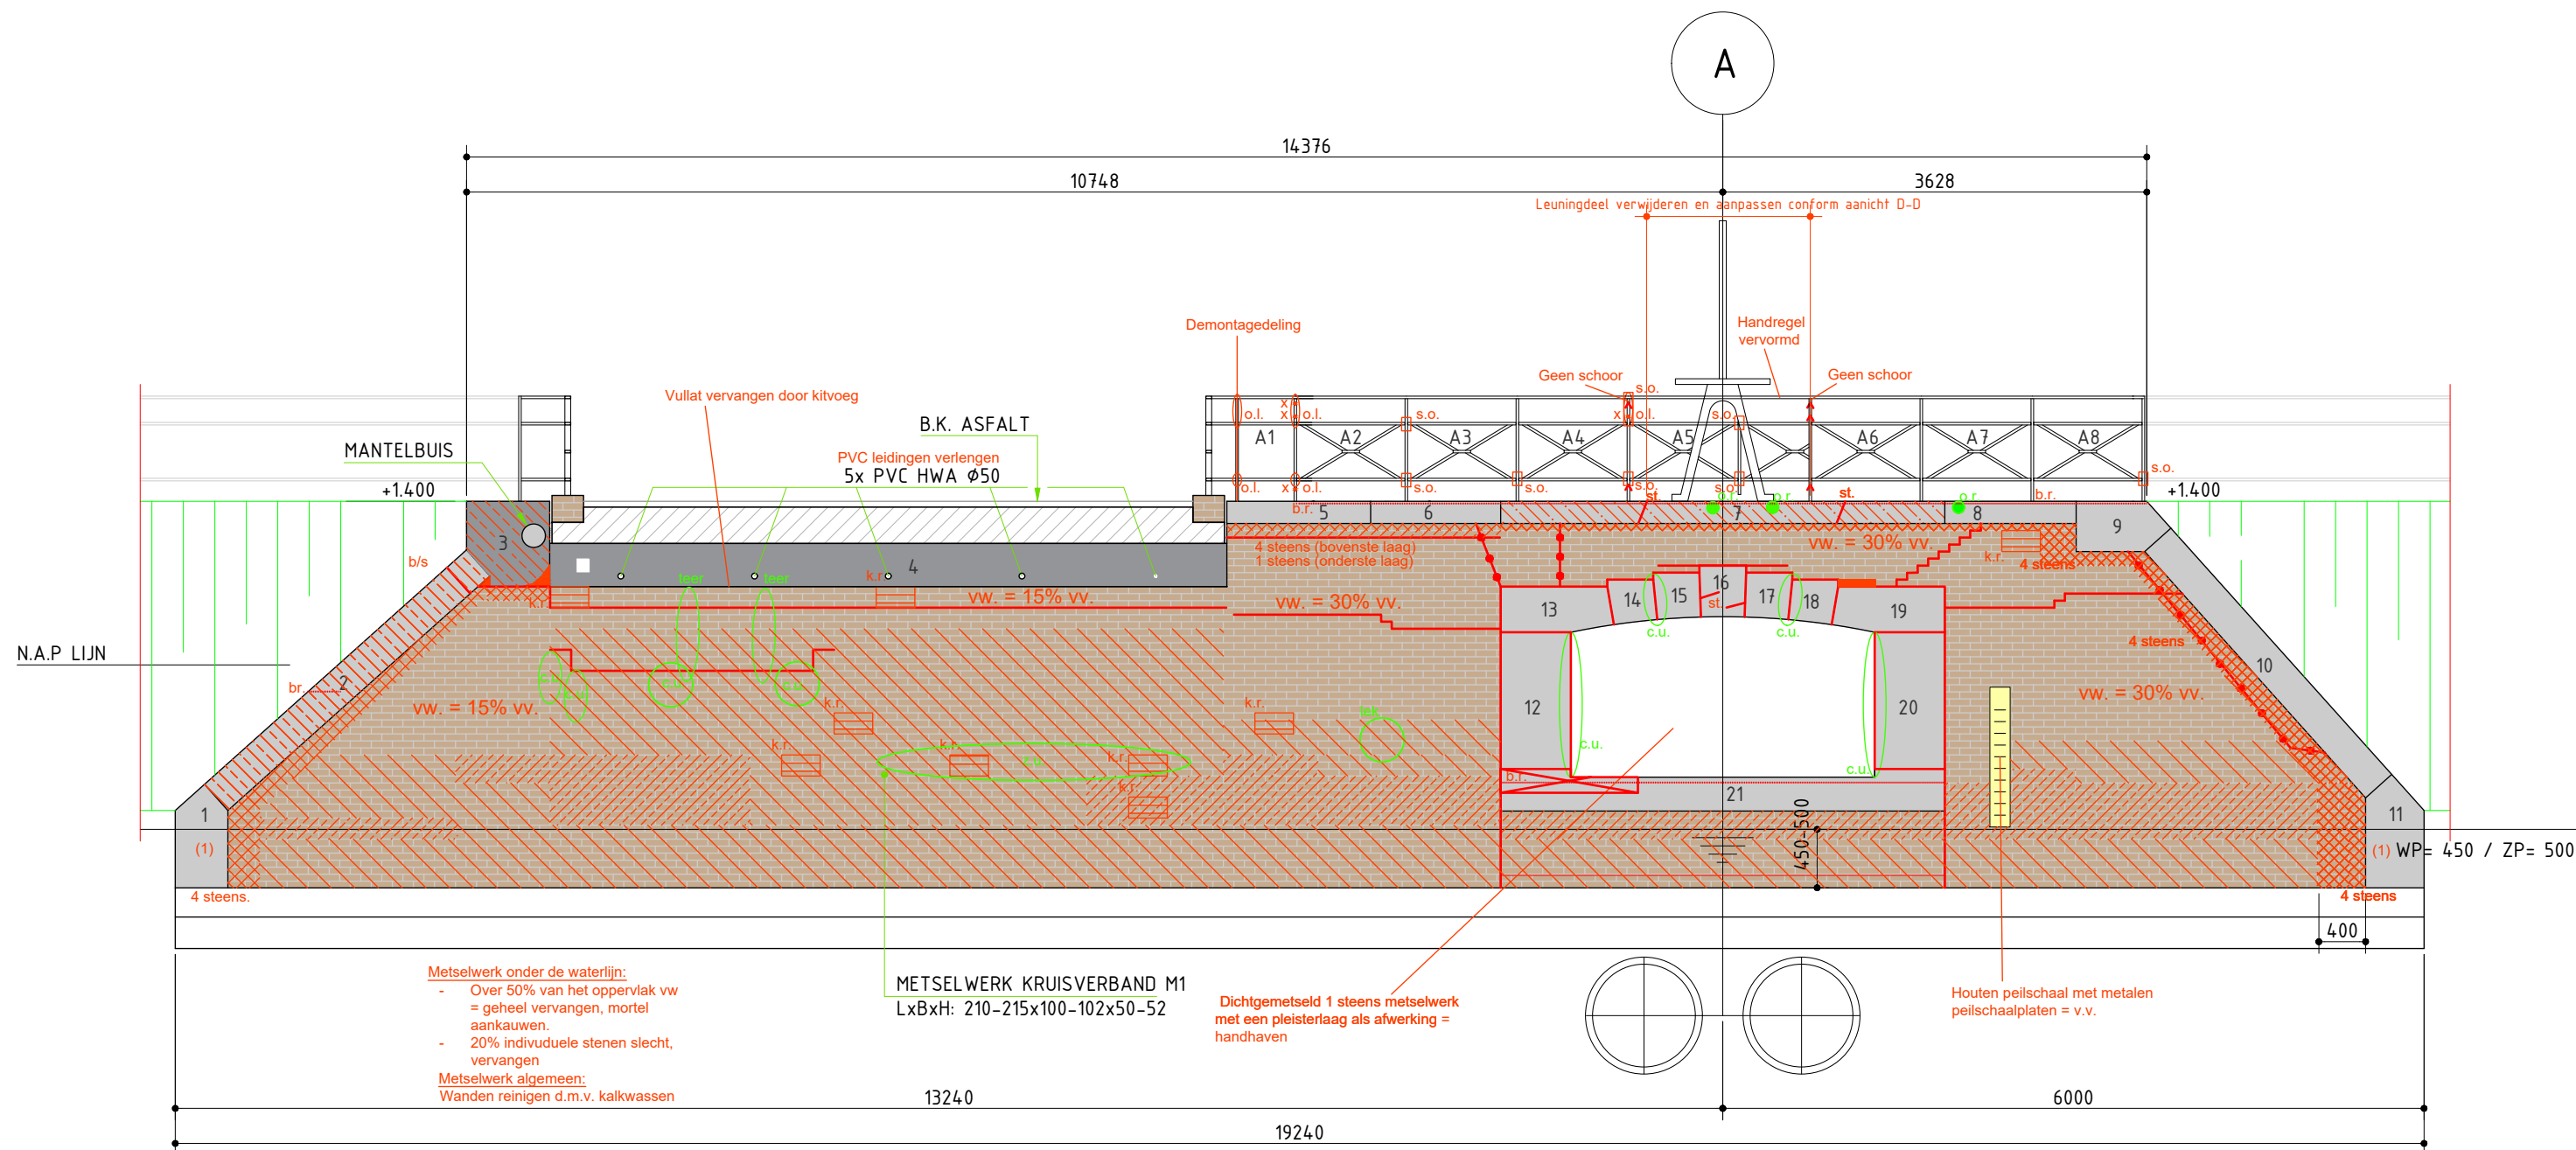 A
14376
10748
3628
Leuningdeel verwijderen en aanpassen conform aanicht D-D
Demontagedeling
Handregel
vervormd
Geen schoor
s.o.
Geen schoor
Vullat vervangen door kitvoeg
B.K. ASFALT
MANTELBUIS
PVC leidingen verlengen
5x PVC HWA Ø50
x
x
o.l.
o.l.
s.o.
x
o.l.
s.o.
A1
A2
A3
A4
A5
A6
A7
A8
s.o.
+1.400
x
o.l.
s.o.
s.o.
s.o.
s.o.
+1.400
st.
o.r.
o.r.
st.
o.r.
b.r.
b.r.
5
6
7
8
9
3
4
b/s
4 steens (bovenste laag)
1 steens (onderste laag)
vw. = 30% vv.
k.r.
4 steens
teer
teer
k.r.
k.r.
vw. = 15% vv.
vw. = 30% vv.
13
14
15
16
st.
17
18
19
c.u.
c.u.
N.A.P LIJN
4 steens
10
br.
2
c.u.
c.u.
c.u.
c.u.
vw. = 15% vv.
k.r.
k.r.
lek
12
20
vw. = 30% vv.
k.r.
k.r.
c.u.
k.r.
c.u.
c.u.
b.r.
k.r.
21
1
11
(1)
450-500
(1) WP= 450 / ZP= 500
4 steens.
4 steens
400
Metselwerk onder de waterlijn:
- Over 50% van het oppervlak vw
= geheel vervangen, mortel
aankauwen.
- 20% indivuduele stenen slecht,
vervangen
Metselwerk algemeen:
Wanden reinigen d.m.v. kalkwassen
METSELWERK KRUISVERBAND M1
LxBxH: 210-215x100-102x50-52
Dichtgemetseld 1 steens metselwerk
met een pleisterlaag als afwerking =
handhaven
Houten peilschaal met metalen
peilschaalplaten = v.v.
13240
6000
19240